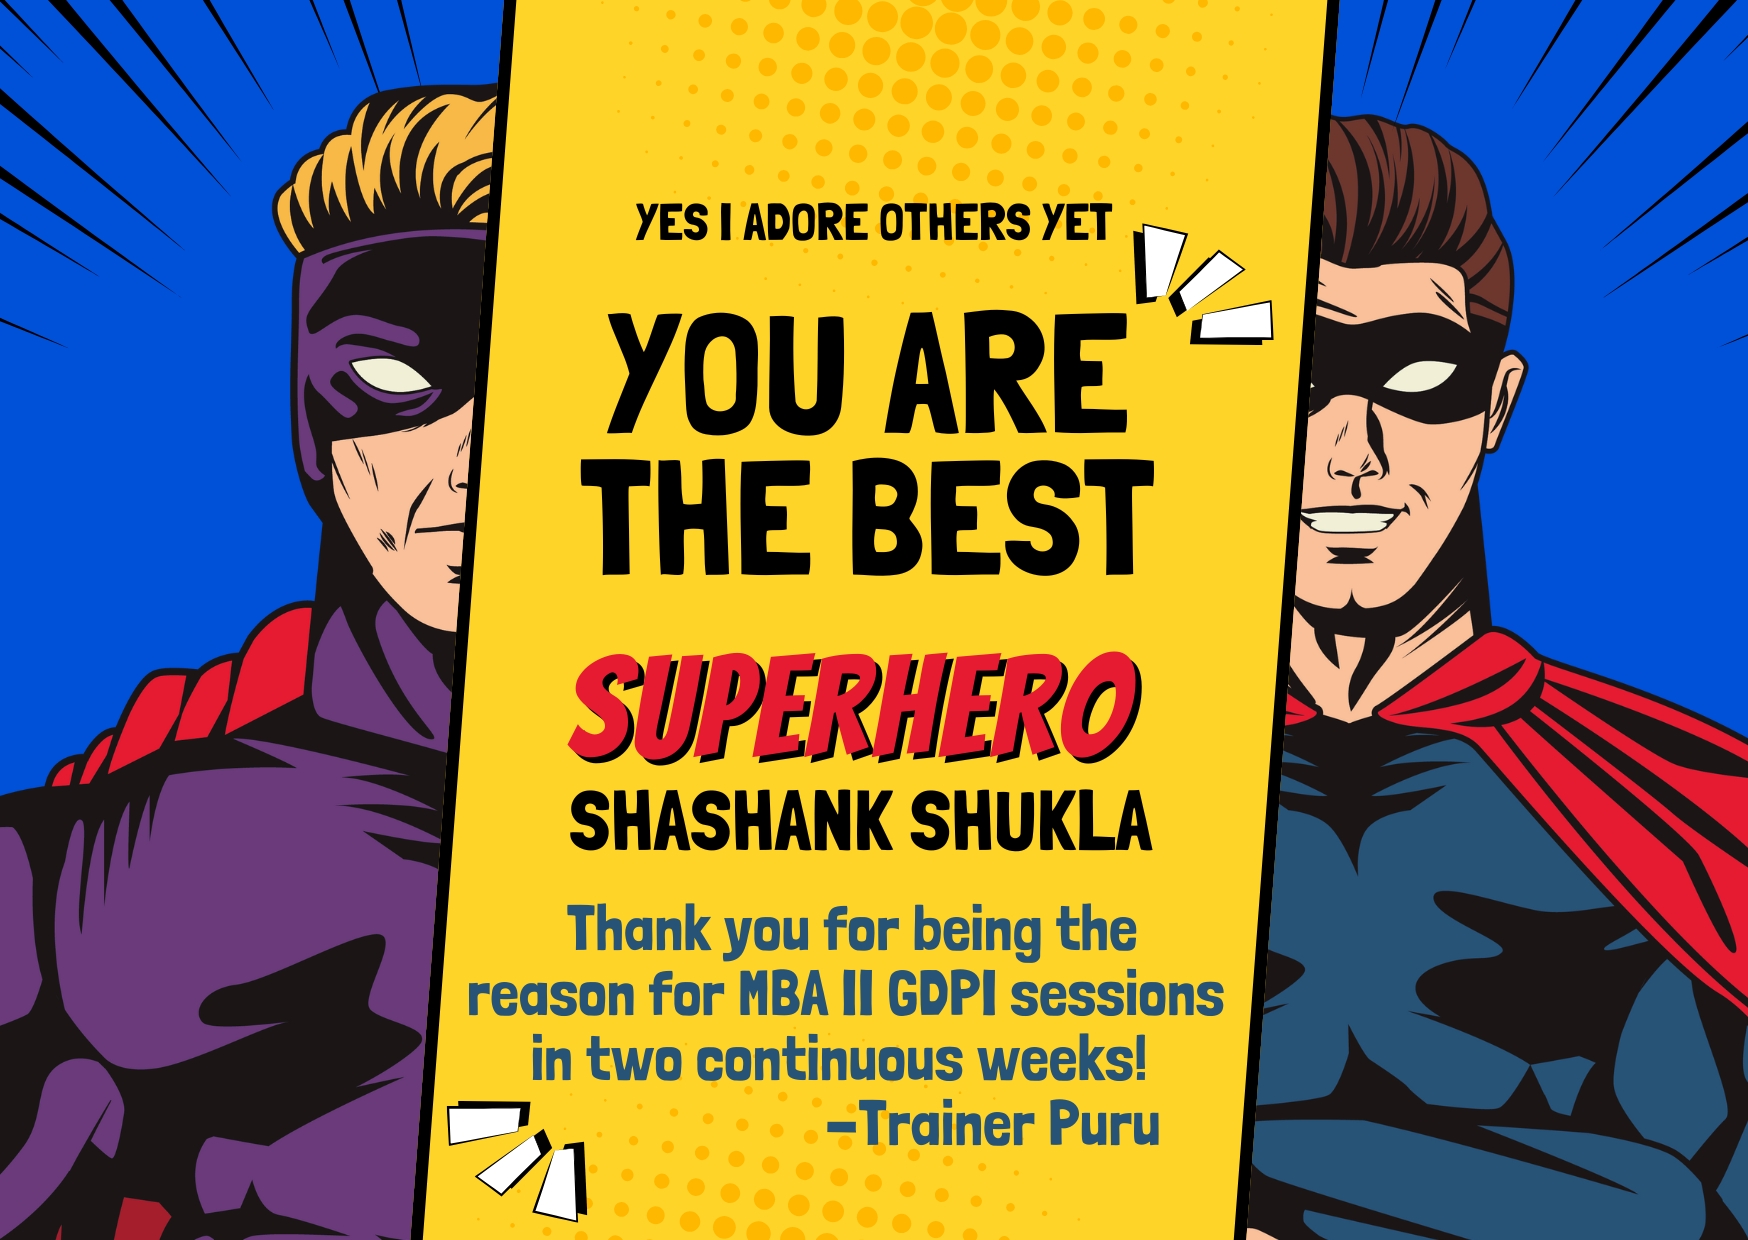 YES I ADORE OTHERS YET
YOU ARE
THE BEST
SUPERHERO
SHASHANK SHUKLA
Thank you for being the
reason for MBA II GDPI sessions
in two continuous weeks!
-Trainer Puru